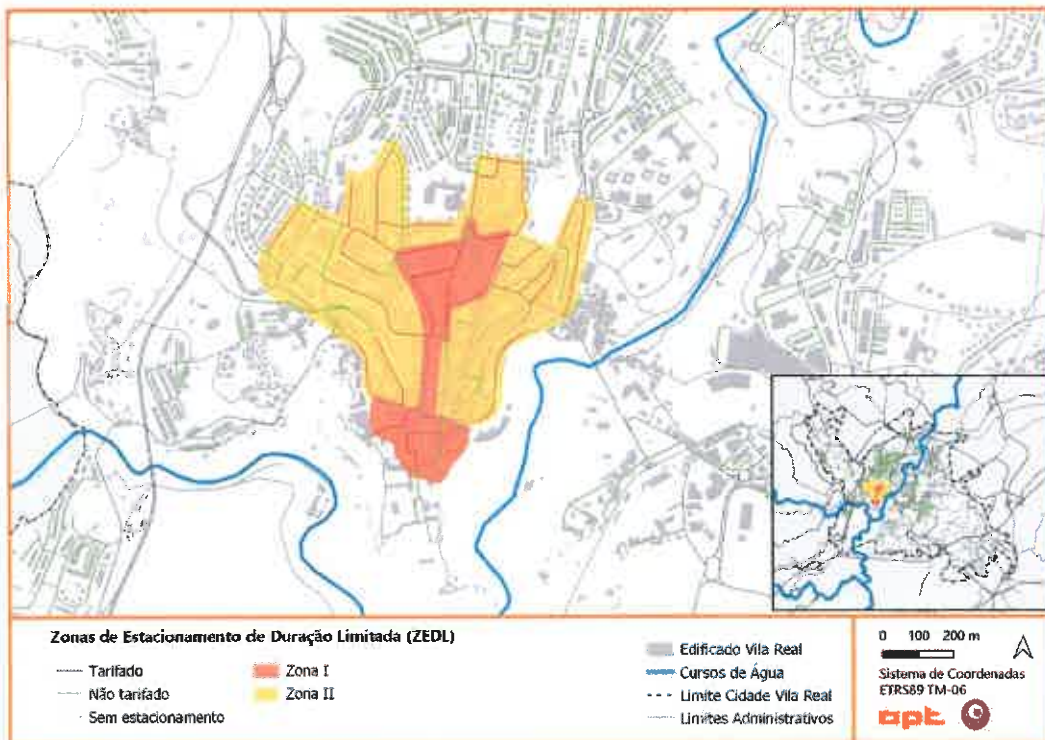 Zonas de Estacionamento de Duração Limitada (ZEDL)
Tarifado
Não tarifado
Sem estacionamento
Zona I
Zona II
Edificado Vila Real
Cursos de Água
Limite Cidade Vila Real
Limites Administrativos
0 100 200 m
Sistema de Coordenadas
ETRS89 TM-06
opt